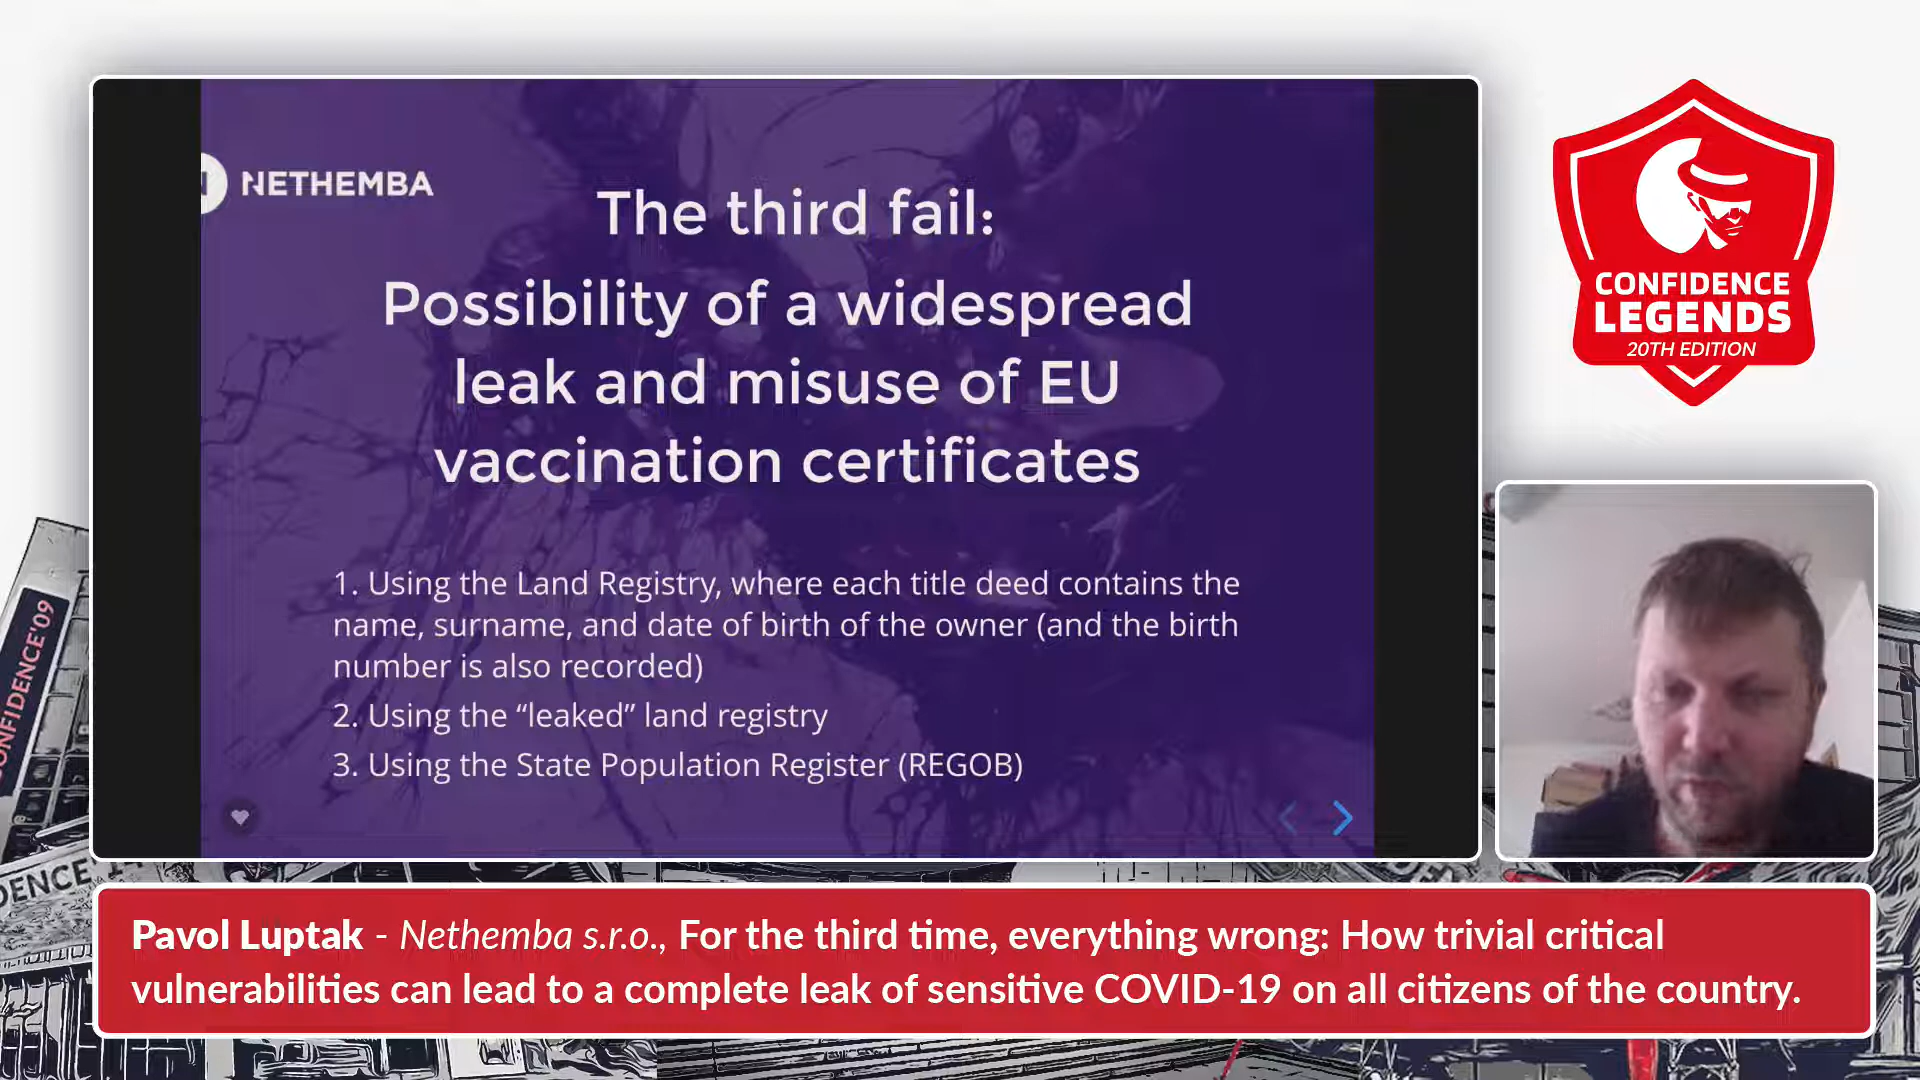 NETHEMBA
The third fail:
Possibility of a widespread
leak and misuse of EU
vaccination certificates
1. Using the Land Registry, where each title deed contains the
name, surname, and date of birth of the owner (and the birth
number is also recorded)
2. Using the “leaked” land registry
3. Using the State Population Register (REGOB)
CONFIDENCE
LEGENDS
20TH EDITION
CONFIDENCE'09
DENCE
Pavol Luptak - Nethemba s.r.o., For the third time, everything wrong: How trivial critical
vulnerabilities can lead to a complete leak of sensitive COVID-19 on all citizens of the country.